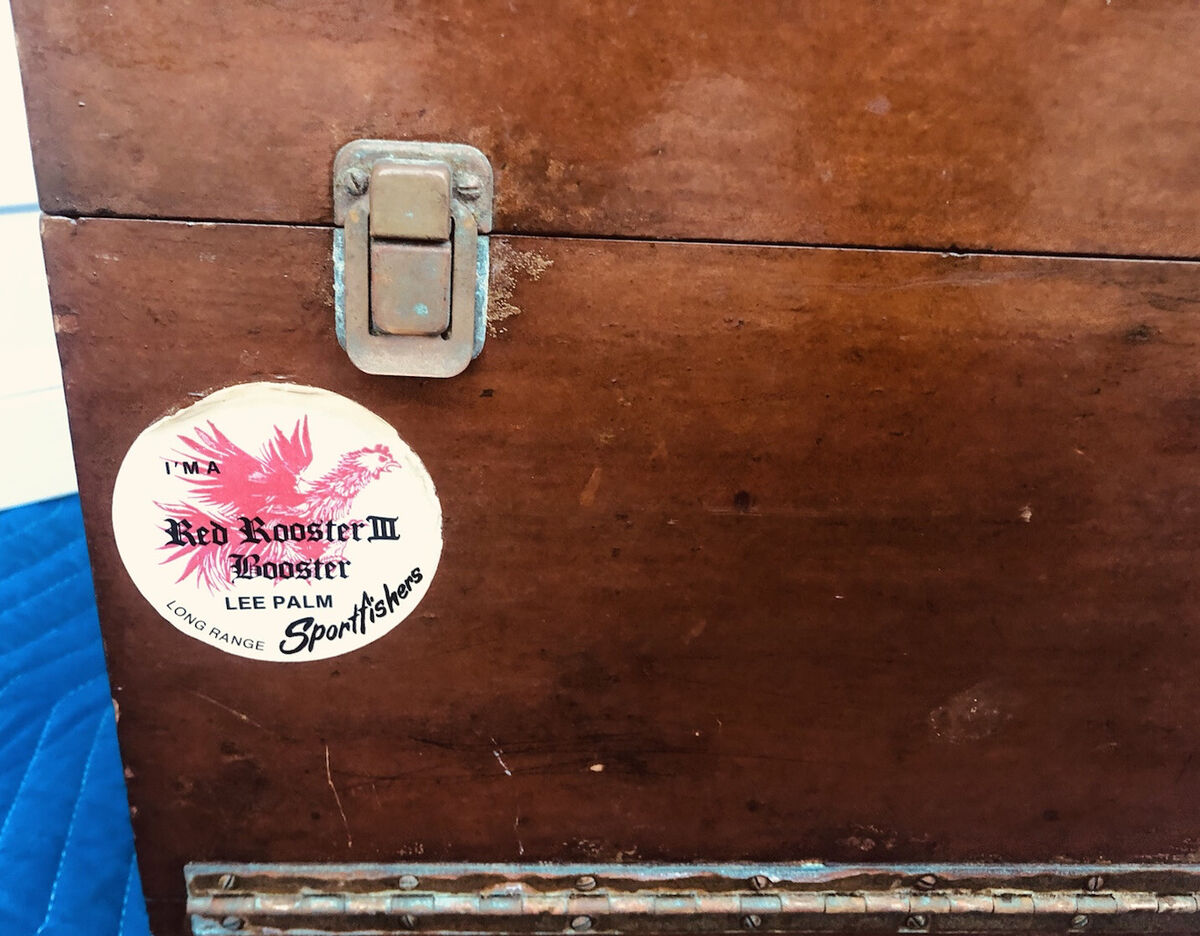 I'M A
Red Rooster III
Booster
LEE PALM
LONG RANGE Sportfishers